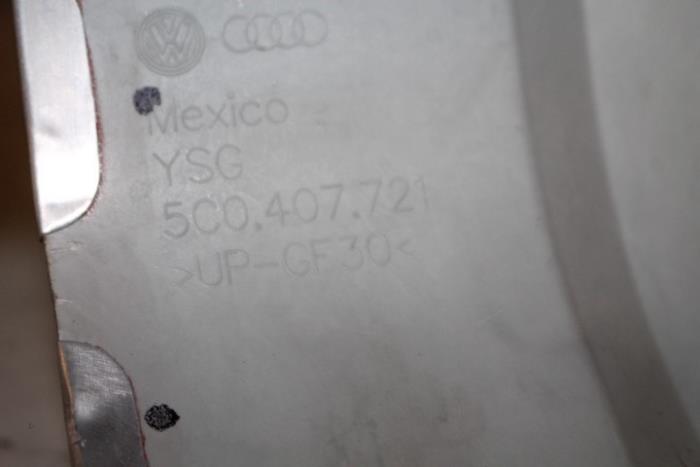 Mexico
YSG
5C0.407.721
>UP-GF30<